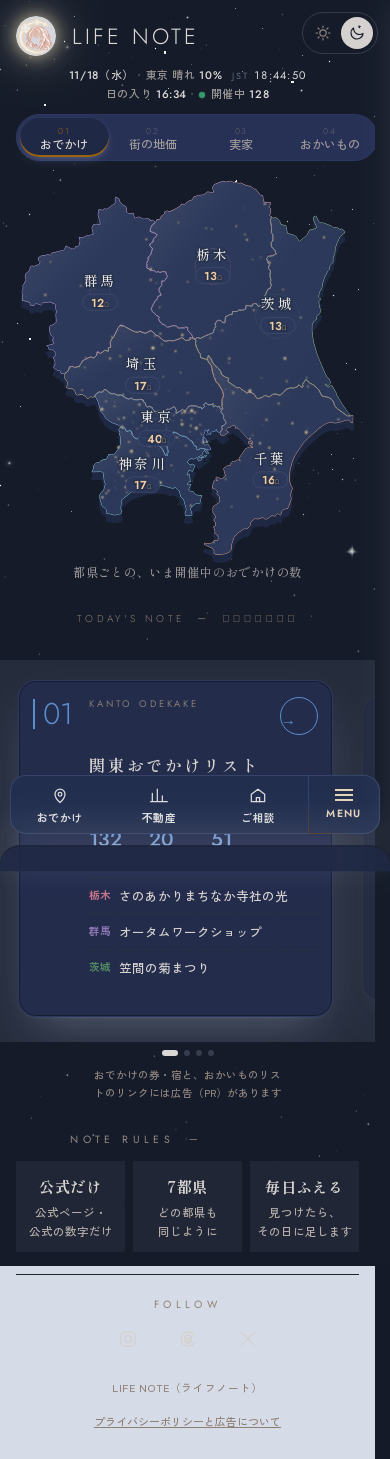 LIFE NOTE
11/18（水） · 東京 晴れ 10% JST 18:44:50
日の入り 16:34 · 開催中 128
01
おでかけ
02
街の地価
03
実家
04
おかいもの
栃木
13
群馬
12
茨城
13
埼玉
17
東京
40
神奈川
17
千葉
16
都県ごとの、いま開催中のおでかけの数
TODAY'S NOTE —
01
KANTO ODEKAKE
→
関東おでかけリスト
おでかけ
不動産
ご相談
MENU
132 20 51
栃木 さのあかりまちなか寺社の光
群馬 オータムワークショップ
茨城 笠間の菊まつり
おでかけの券・宿と、おかいものリス
トのリンクには広告（PR）があります
NOTE RULES —
公式だけ
公式ページ・
公式の数字だけ
7都県
どの都県も
同じように
毎日ふえる
見つけたら、
その日に足します
FOLLOW
LIFE NOTE（ライフノート）
プライバシーポリシーと広告について